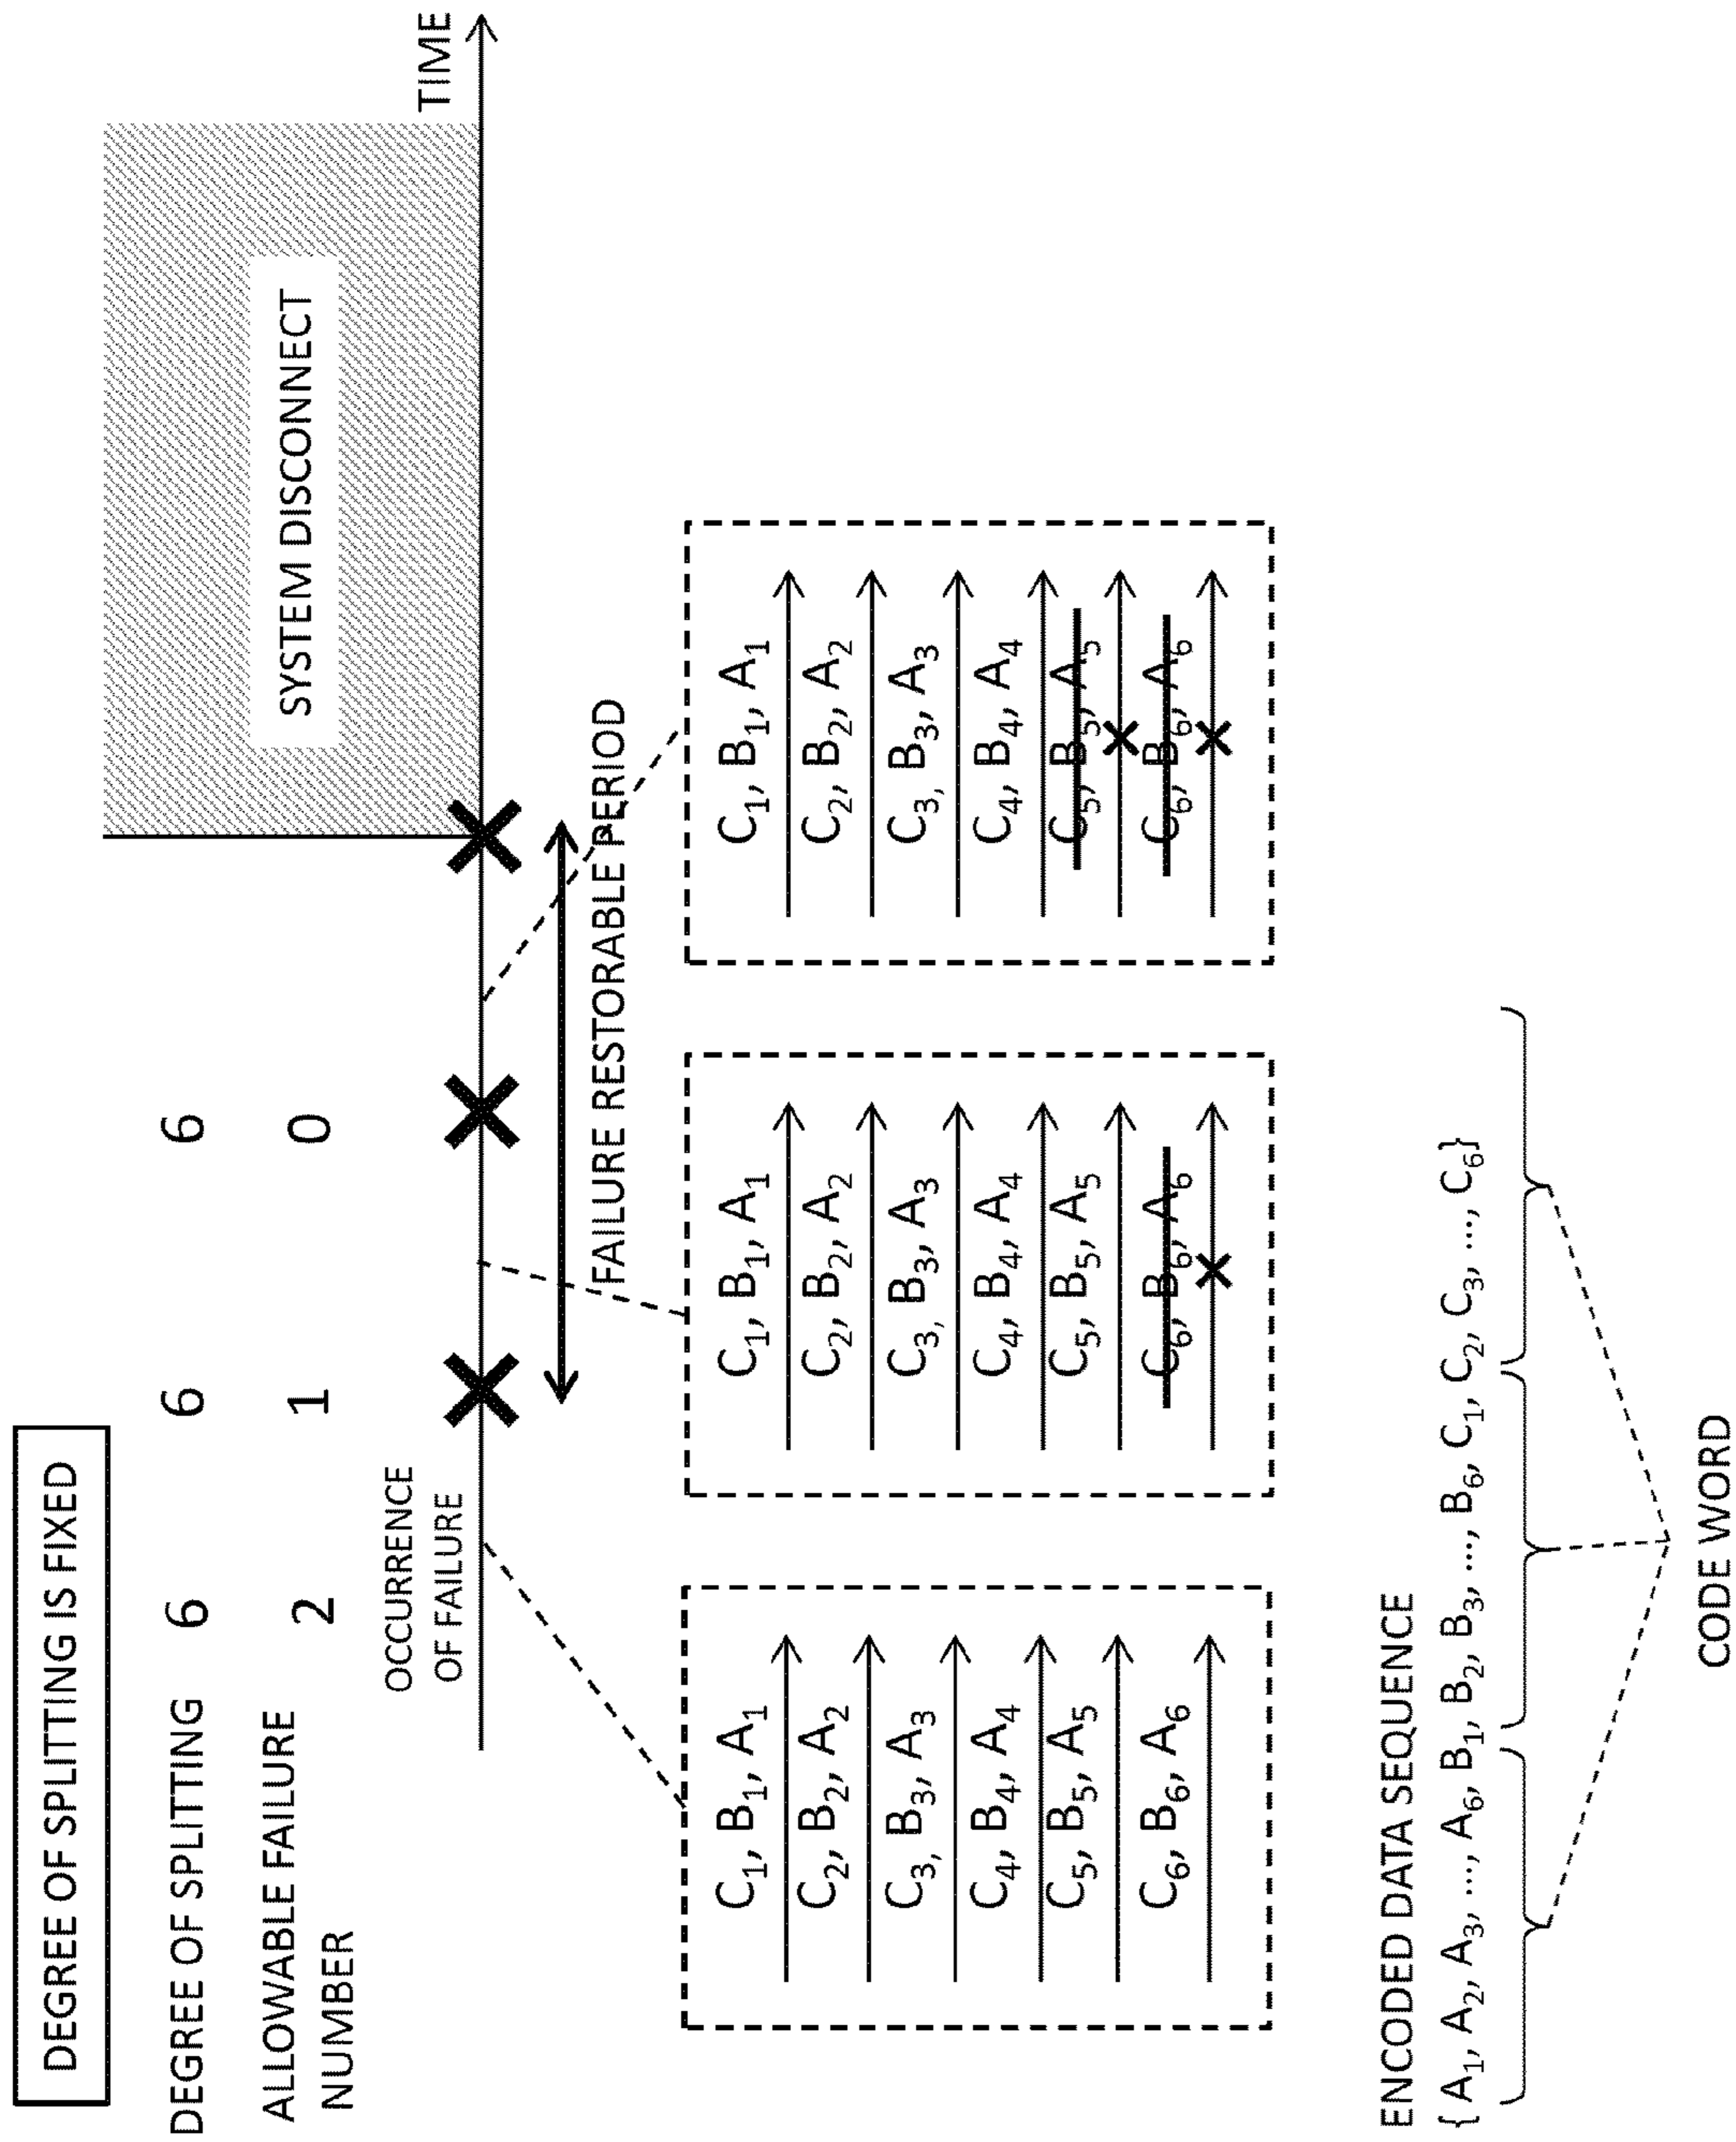 DEGREE OF SPLITTING IS FIXED
DEGREE OF SPLITTING 6 6 6
ALLOWABLE FAILURE
NUMBER 2 1 0
SYSTEM DISCONNECT
OCCURRENCE
OF FAILURE
TIME
FAILURE RESTORABLE PERIOD
C₁, B₁, A₁
C₂, B₂, A₂
C₃, B₃, A₃
C₄, B₄, A₄
C₅, B₅, A₅
C₆, B₆, A₆
C₁, B₁, A₁
C₂, B₂, A₂
C₃, B₃, A₃
C₄, B₄, A₄
C₅, B₅, A₅
C₆, B₆, A₆
C₁, B₁, A₁
C₂, B₂, A₂
C₃, B₃, A₃
C₄, B₄, A₄
C₅, B₅, A₅
C₆, B₆, A₆
ENCODED DATA SEQUENCE
{ A₁, A₂, A₃, ..., A₆, B₁, B₂, B₃, ..., B₆, C₁, C₂, C₃, ..., C₆}
CODE WORD